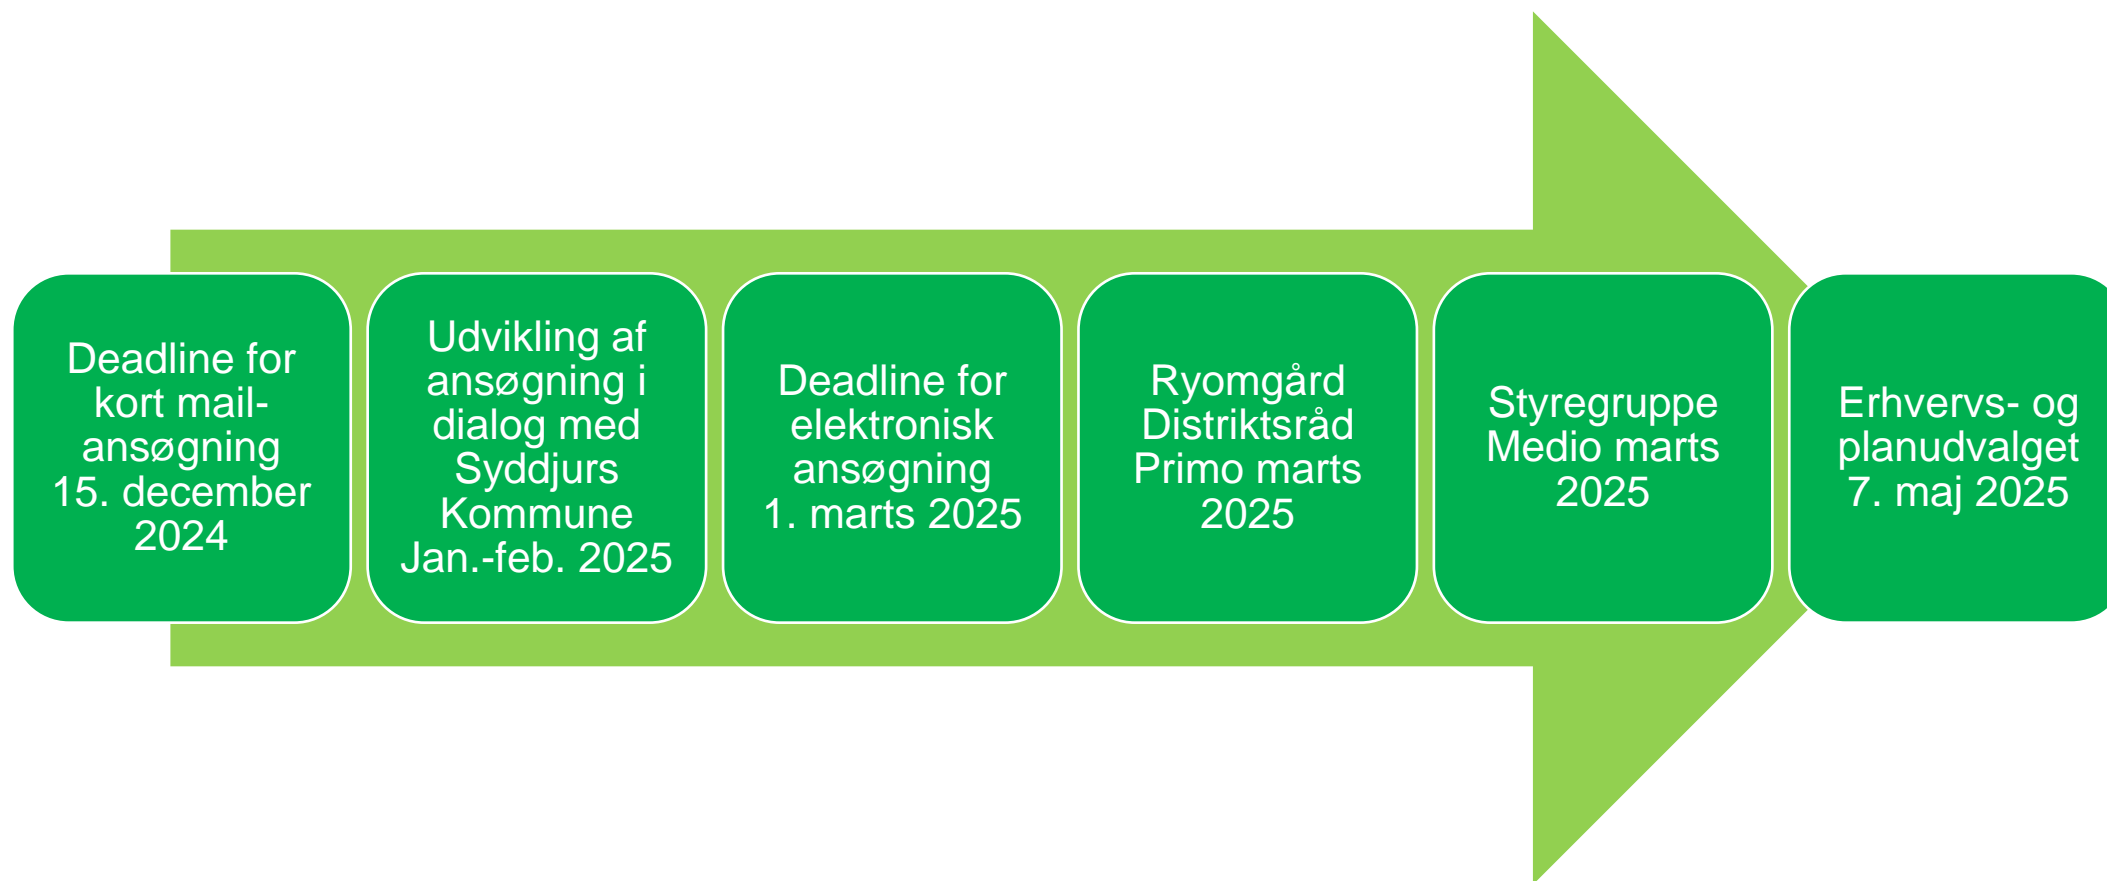 Deadline for
kort mail-
ansøgning
15. december
2024
Udvikling af
ansøgning i
dialog med
Syddjurs
Kommune
Jan.-feb. 2025
Deadline for
elektronisk
ansøgning
1. marts 2025
Ryomgård
Distriktsråd
Primo marts
2025
Styregruppe
Medio marts
2025
Erhvervs- og
planudvalget
7. maj 2025